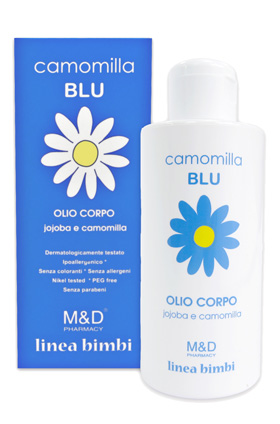 camomilla
BLU
OLIO CORPO
jojoba e camomilla
Dermatologicamente testato
Ipoallergenico *
Senza coloranti * Senza allergeni
Nikel tested * PEG free
Senza parabeni
M&D
PHARMACY
linea bimbi
camomilla
BLU
OLIO CORPO
jojoba e camomilla
M&D
PHARMACY
linea bimbi